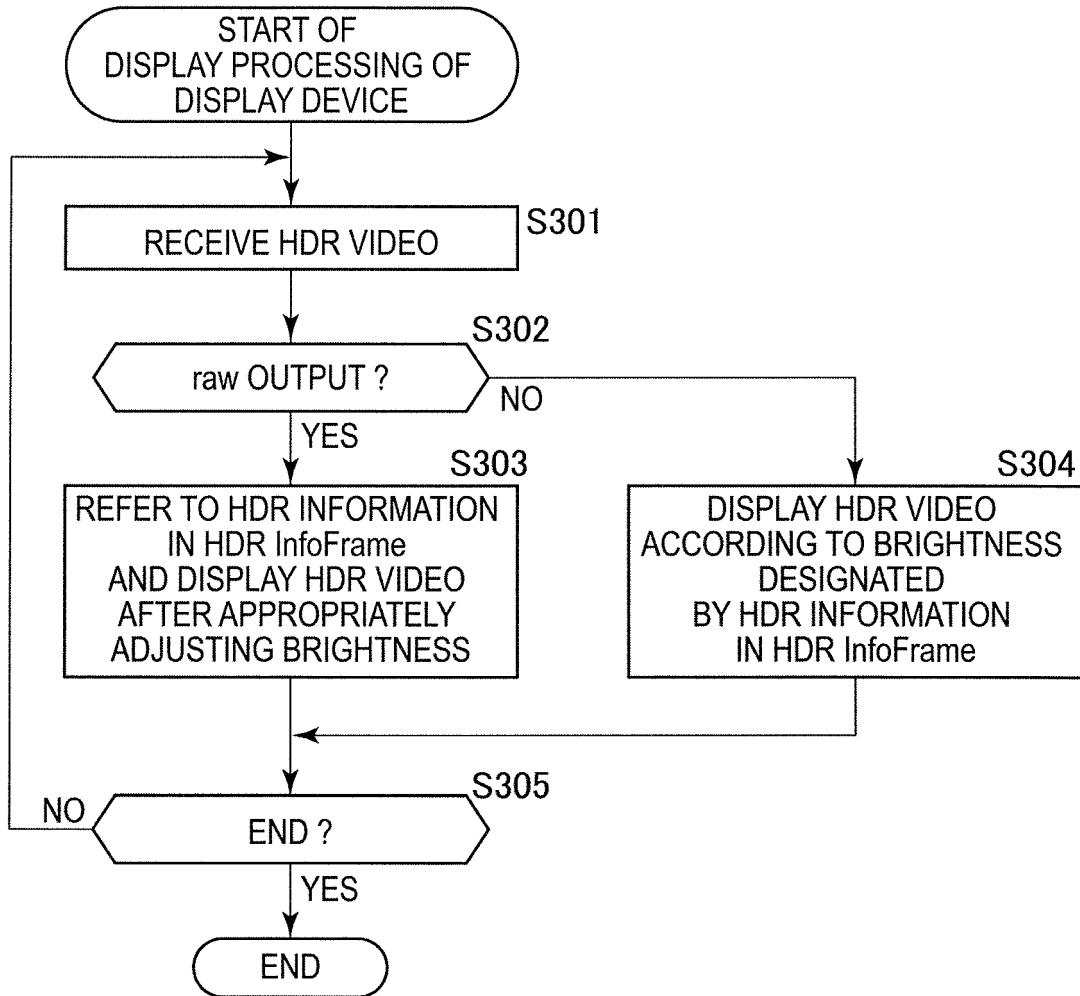 START OF
DISPLAY PROCESSING OF
DISPLAY DEVICE
S301
RECEIVE HDR VIDEO
S302
raw OUTPUT ?
NO
YES
S303
REFER TO HDR INFORMATION
IN HDR InfoFrame
AND DISPLAY HDR VIDEO
AFTER APPROPRIATELY
ADJUSTING BRIGHTNESS
S304
DISPLAY HDR VIDEO
ACCORDING TO BRIGHTNESS
DESIGNATED
BY HDR INFORMATION
IN HDR InfoFrame
S305
NO
END ?
YES
END